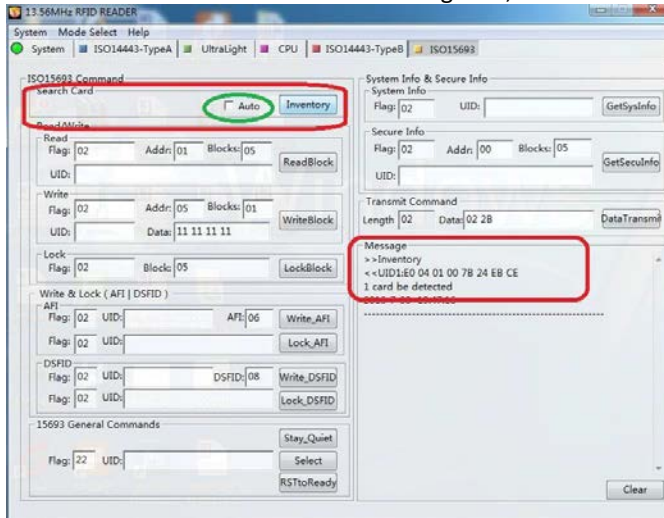 13.56MHz RFID READER
System Mode Select Help
System ISO14443-TypeA UltraLight CPU ISO14443-TypeB ISO15693
ISO15693 Command
Search Card
Auto Inventory
Read/Write
Read
Flag: 02 Addr: 01 Blocks: 05
ReadBlock
UID:
Write
Flag: 02 Addr: 05 Blocks: 01
WriteBlock
UID: Data: 11 11 11 11
Lock
Flag: 02 Block: 05 LockBlock
Write & Lock ( AFI | DSFID )
AFI
Flag: 02 UID: AFI: 06 Write_AFI
Flag: 02 UID: Lock_AFI
DSFID
Flag: 02 UID: DSFID: 08 Write_DSFID
Flag: 02 UID: Lock_DSFID
15693 General Commands
Stay_Quiet
Flag: 22 UID: Select
RSTtoReady
System Info & Secure Info
System Info
Flag: 02 UID: GetSysInfo
Secure Info
Flag: 02 Addr: 00 Blocks: 05
GetSecuInfo
UID:
Transmit Command
Length 02 Data: 02 2B DataTransmi
Message
>>Inventory
<<UID1:E0 04 01 00 7B 24 EB CE
1 card be detected
Clear